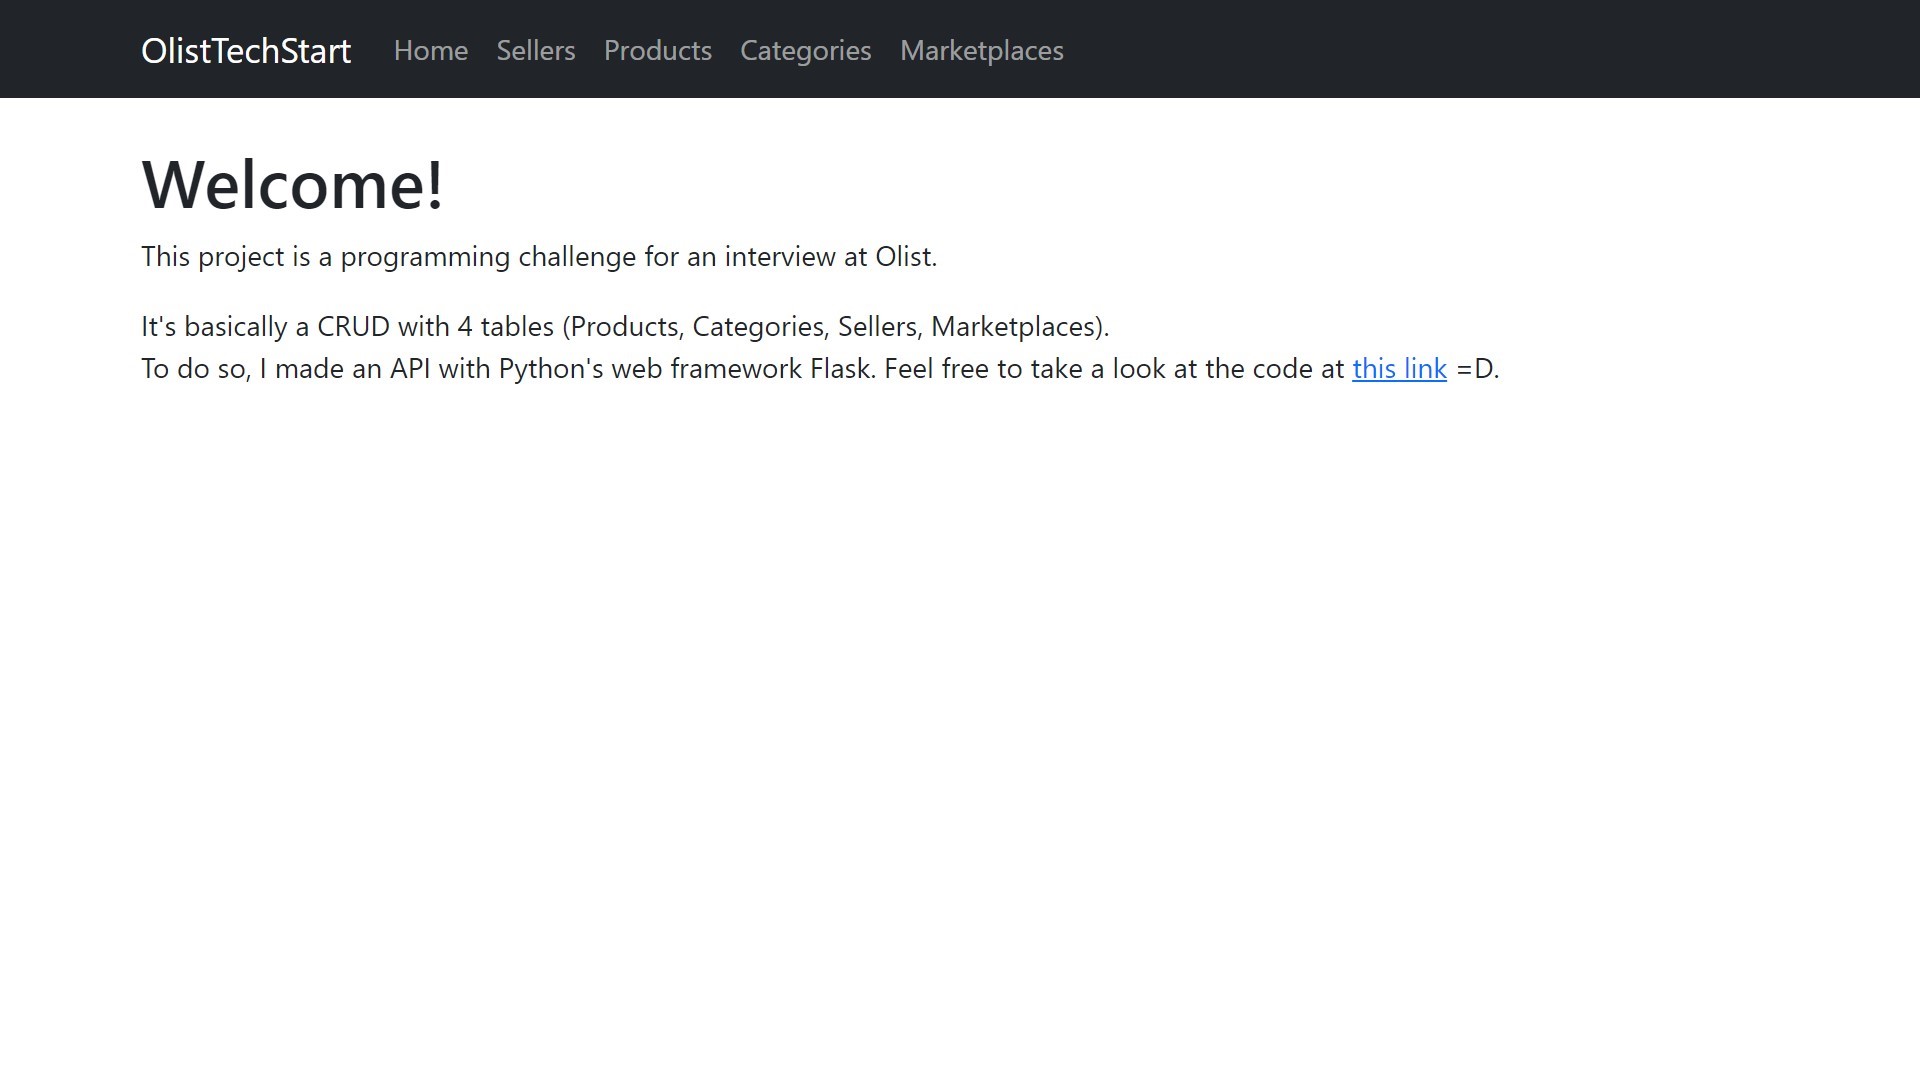 OlistTechStart Home Sellers Products Categories Marketplaces
Welcome!
This project is a programming challenge for an interview at Olist.
It's basically a CRUD with 4 tables (Products, Categories, Sellers, Marketplaces).
To do so, I made an API with Python's web framework Flask. Feel free to take a look at the code at this link =D.